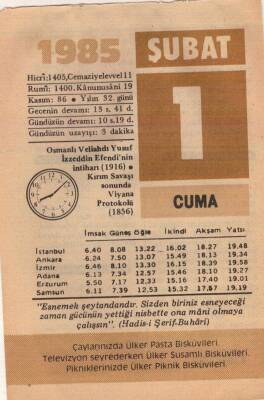 1985
ŞUBAT
Hicrî:1405,Cemaziyelevvel 11
Rumî: 1400. Kânunusâni 19
Kasım: 86 • Yılın 32. günü
Gecenin devamı: 13 s. 41 d.
Gündüzün devamı: 10 s.19 d.
Gündüzün uzayışı: 3 dakika
1
Osmanlı Veliahdı Yusuf
İzzeddin Efendi'nin
intiharı (1916) •
Kırım Savaşı
sonunda
Viyana
Protokolü
(1856)
CUMA
İmsak Güneş Öğle İkindi Akşam Yatsı
İstanbul 6.40 8.08 13.22 16.02 18.27 19.48
Ankara 6.24 7.50 13.07 15.49 18.13 19.34
İzmir 6.46 8.10 13.30 16.15 18.39 19.58
Adana 6.13 7.34 12.57 15.46 18.10 19.27
Erzurum 5.50 7.17 12.33 15.16 17.40 19.01
Samsun 6.11 7.39 12.53 15.32 17.57 19.19
"Esnemek şeytandandır. Sizden biriniz esneyeceği
zaman gücünün yettiği nisbette ona mâni olmaya
çalışsın". (Hadis-i Şerif-Buhâri)
Çaylarınızda Ülker Pasta Bisküvileri.
Televizyon seyrederken Ülker Susamlı Bisküvileri.
Pikniklerinizde Ülker Piknik Bisküvileri.